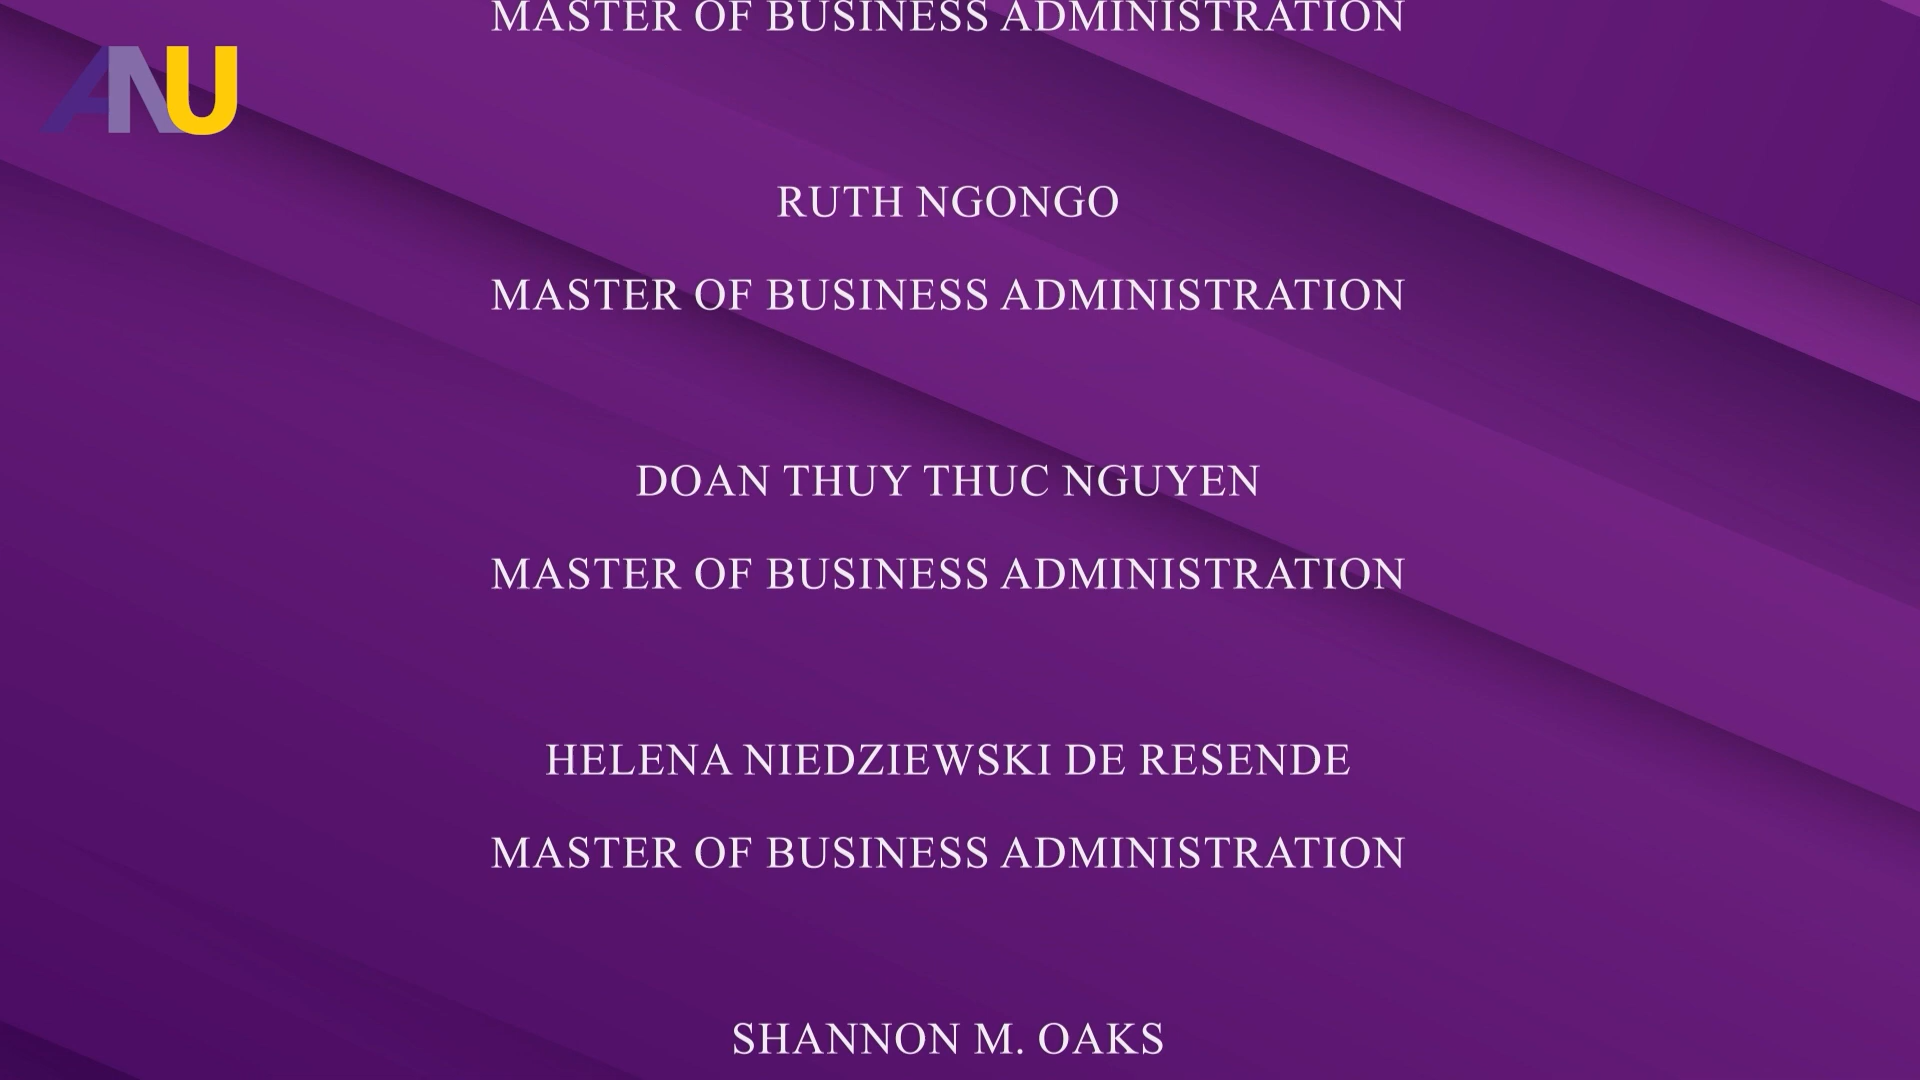 MASTER OF BUSINESS ADMINISTRATION
ANU
RUTH NGONGO
MASTER OF BUSINESS ADMINISTRATION
DOAN THUY THUC NGUYEN
MASTER OF BUSINESS ADMINISTRATION
HELENA NIEDZIEWSKI DE RESENDE
MASTER OF BUSINESS ADMINISTRATION
SHANNON M. OAKS